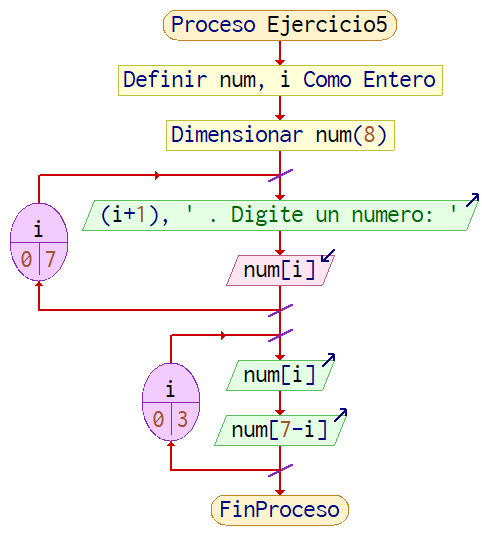 Proceso Ejercicio5
Definir num, i Como Entero
Dimensionar num(8)
(i+1), ' . Digite un numero: '
i
0 7
num[i]
num[i]
i
0 3
num[7-i]
FinProceso